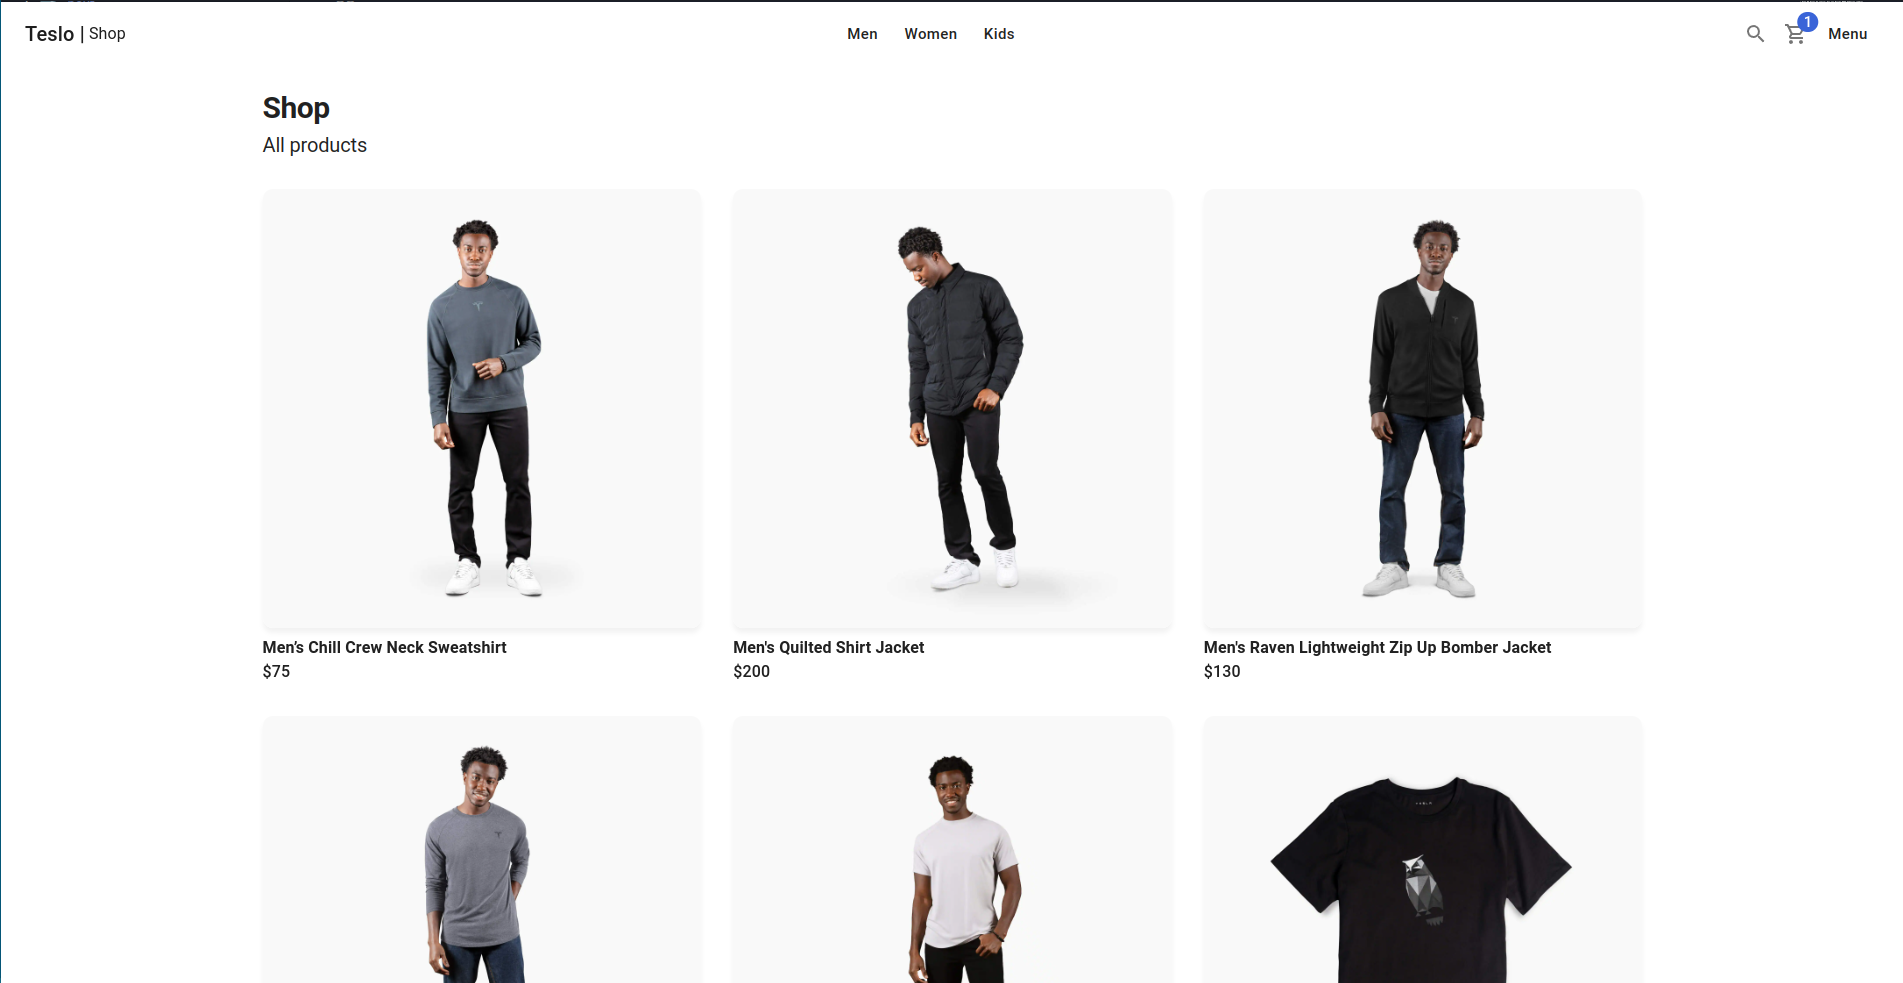 Teslo | Shop
Men Women Kids
1
Menu
Shop
All products
Men’s Chill Crew Neck Sweatshirt
$75
Men's Quilted Shirt Jacket
$200
Men's Raven Lightweight Zip Up Bomber Jacket
$130